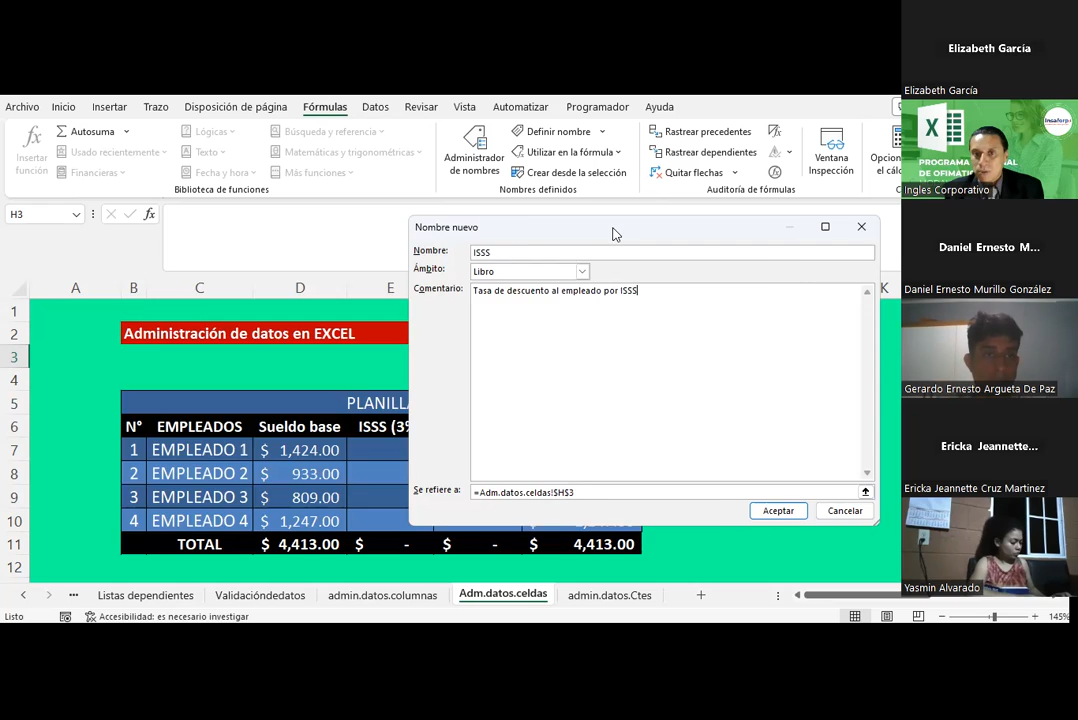 Archivo Inicio Insertar Trazo Disposición de página Fórmulas Datos Revisar Vista Automatizar Programador Ayuda
Insertar función
Autosuma
Usado recientemente
Financieras
Lógicas
Texto
Fecha y hora
Búsqueda y referencia
Matemáticas y trigonométricas
Más funciones
Biblioteca de funciones
Administrador de nombres
Definir nombre
Utilizar en la fórmula
Crear desde la selección
Nombres definidos
Rastrear precedentes
Rastrear dependientes
Quitar flechas
Auditoría de fórmulas
Ventana Inspección
H3
fx
Nombre nuevo
Nombre: ISSS
Ámbito: Libro
Comentario: Tasa de descuento al empleado por ISSS
Se refiere a: =Adm.datos.celdas!$H$3
Aceptar Cancelar
A B C D E K
1
2 Administración de datos en EXCEL
3
4
5
6 N° EMPLEADOS Sueldo base ISSS (3%
7 1 EMPLEADO 1 $ 1,424.00
8 2 EMPLEADO 2 $ 933.00
9 3 EMPLEADO 3 $ 809.00
10 4 EMPLEADO 4 $ 1,247.00
11 TOTAL $ 4,413.00 $ - $ - $ 4,413.00
12
Listas dependientes Validacióndedatos admin.datos.columnas Adm.datos.celdas admin.datos.Ctes
Listo Accesibilidad: es necesario investigar 145%
Elizabeth García
Elizabeth García
Ingles Corporativo
Daniel Ernesto M...
Daniel Ernesto Murillo González
Gerardo Ernesto Argueta De Paz
Ericka Jeannette...
Ericka Jeannette Cruz Martinez
Yasmin Alvarado